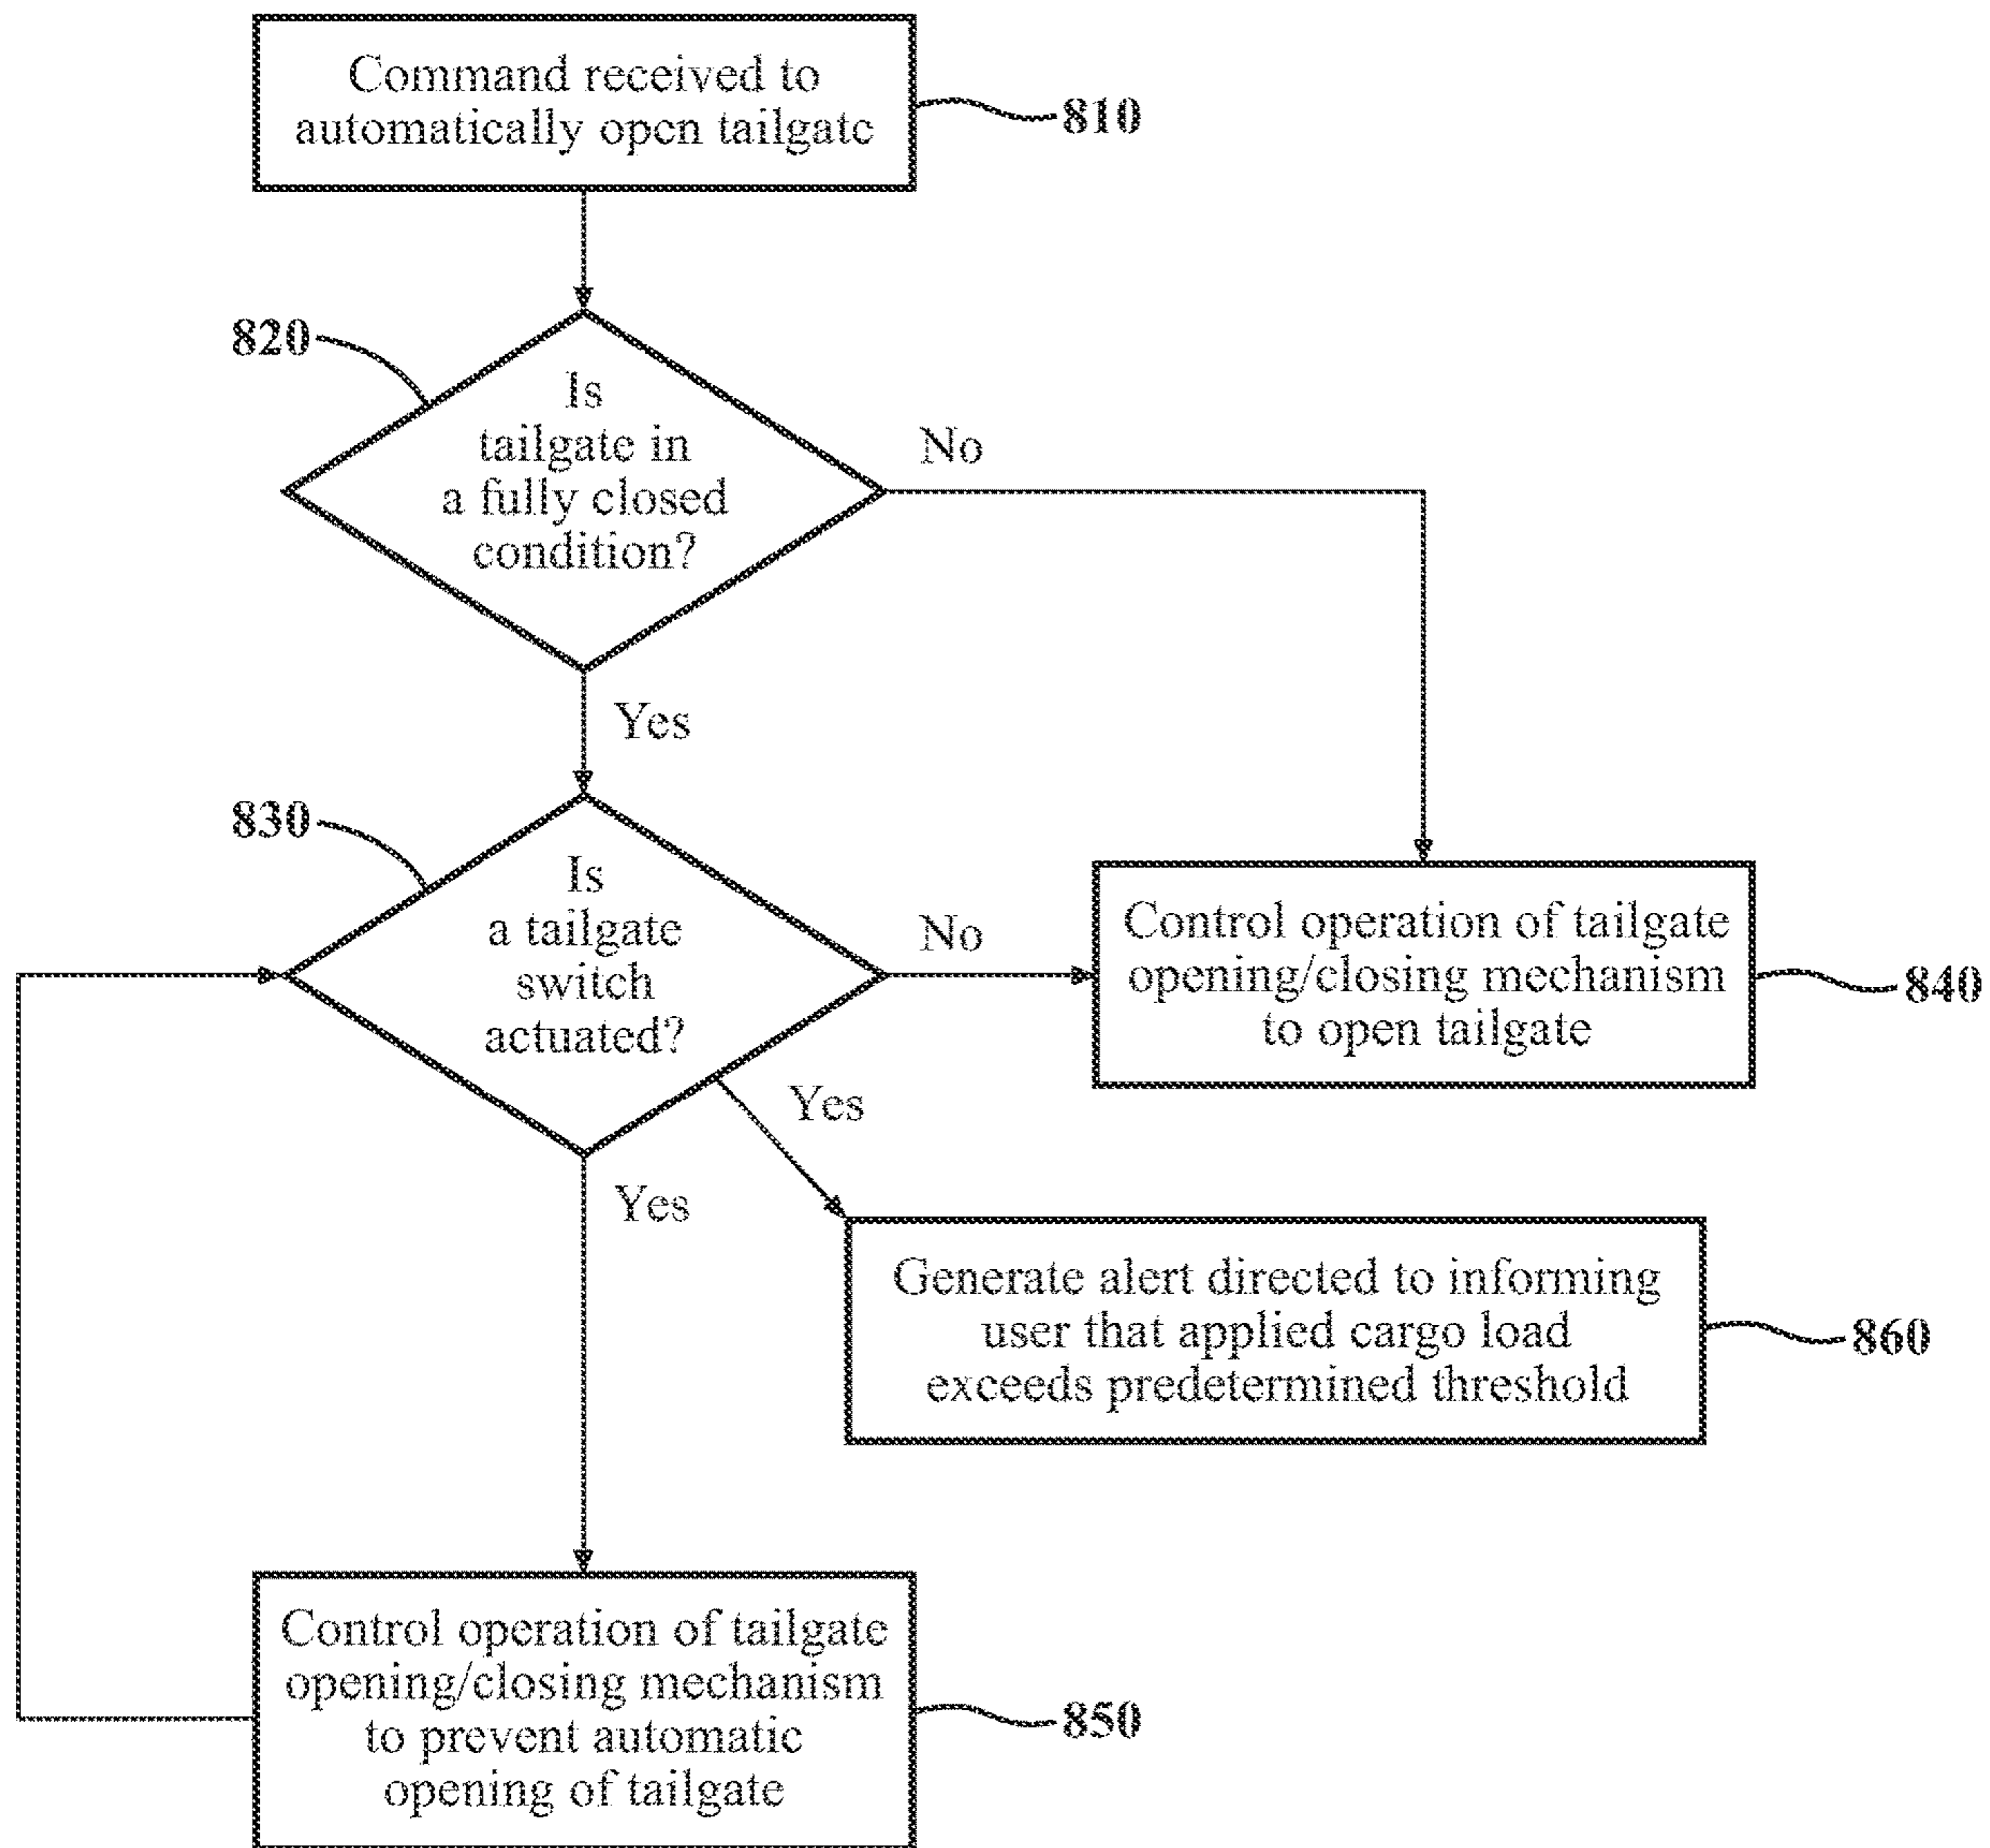 Command received to
automatically open tailgate
810
820
Is
tailgate in
a fully closed
condition?
No
Yes
830
Is
a tailgate
switch
actuated?
No
Control operation of tailgate
opening/closing mechanism
to open tailgate
840
Yes
Yes
Generate alert directed to informing
user that applied cargo load
exceeds predetermined threshold
860
Control operation of tailgate
opening/closing mechanism
to prevent automatic
opening of tailgate
850